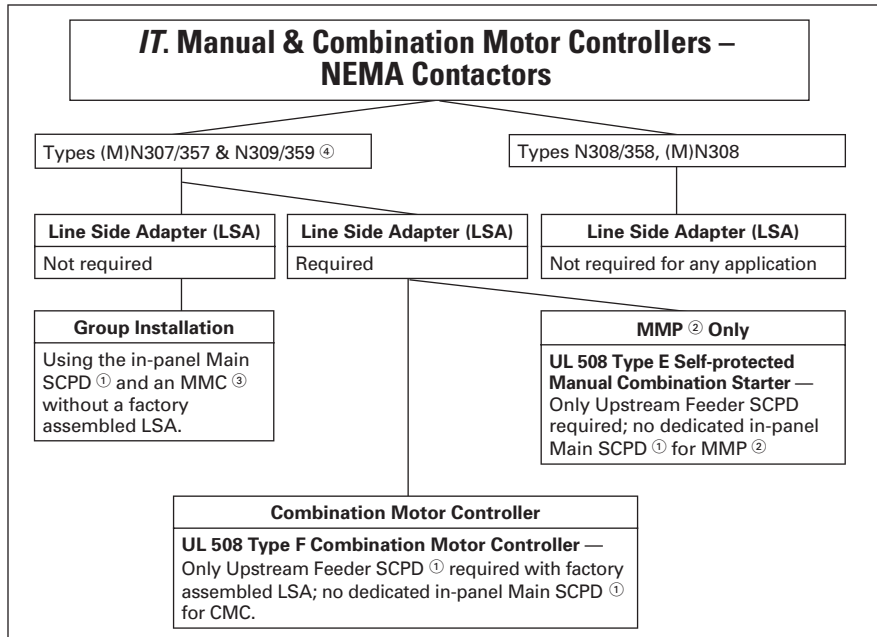 IT. Manual & Combination Motor Controllers –
NEMA Contactors
Types (M)N307/357 & N309/359 ④
Types N308/358, (M)N308
Line Side Adapter (LSA)
Not required
Line Side Adapter (LSA)
Required
Line Side Adapter (LSA)
Not required for any application
Group Installation
Using the in-panel Main
SCPD ① and an MMC ③
without a factory
assembled LSA.
MMP ② Only
UL 508 Type E Self-protected
Manual Combination Starter —
Only Upstream Feeder SCPD
required; no dedicated in-panel
Main SCPD ① for MMP ②
Combination Motor Controller
UL 508 Type F Combination Motor Controller —
Only Upstream Feeder SCPD ① required with factory
assembled LSA; no dedicated in-panel Main SCPD ①
for CMC.